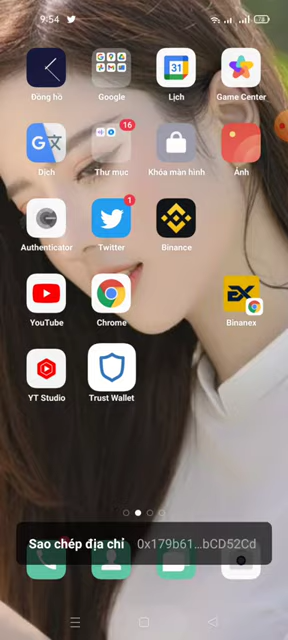 9:54
31
Đồng hồ
Google
Lịch
Game Center
16
Dịch
Thư mục
Khóa màn hình
Ảnh
1
Authenticator
Twitter
Binance
YouTube
Chrome
Binanex
YT Studio
Trust Wallet
Sao chép địa chỉ 0x179b61...bCD52Cd